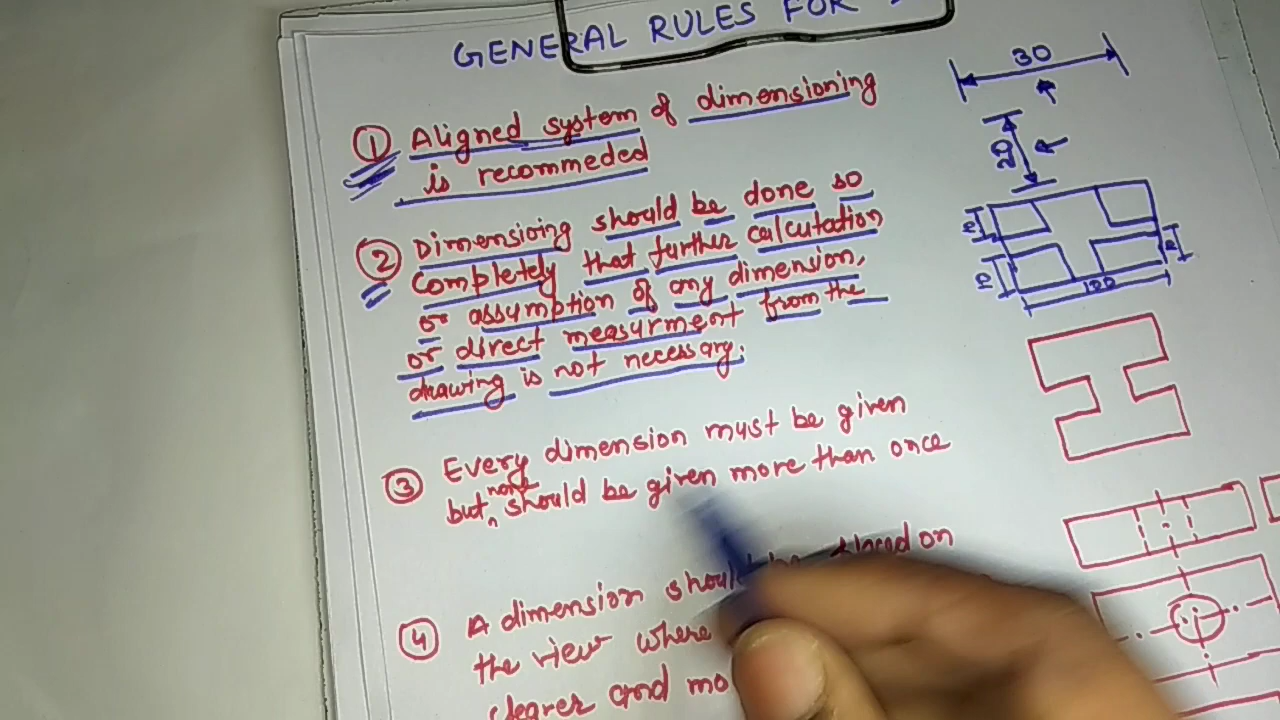 GENERAL RULES FOR
① Aligned system of dimensioning
is recommeded
② Dimensioing should be done so
completely that further calculation
or assumption of any dimension,
or direct measurment from the
drawing is not necessary.
③ Every dimension must be given
but none should be given more than once
④ A dimension should be placed on
the view where
clearer and mo
30
20
10
10
10
100